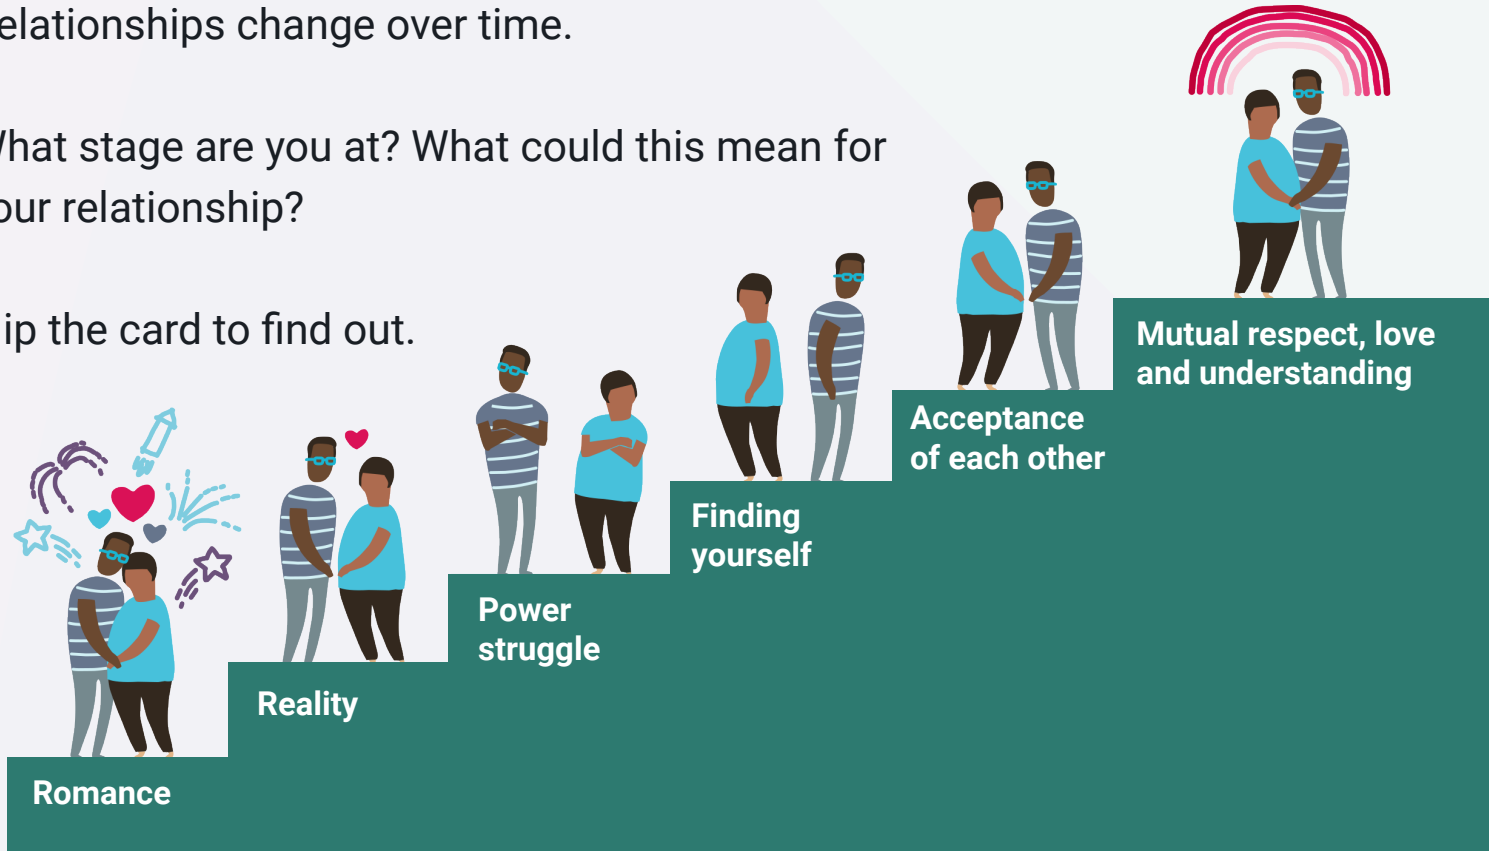 elationships change over time.
What stage are you at? What could this mean for
our relationship?
ip the card to find out.
Mutual respect, love
and understanding
Acceptance
of each other
Finding
yourself
Power
struggle
Reality
Romance